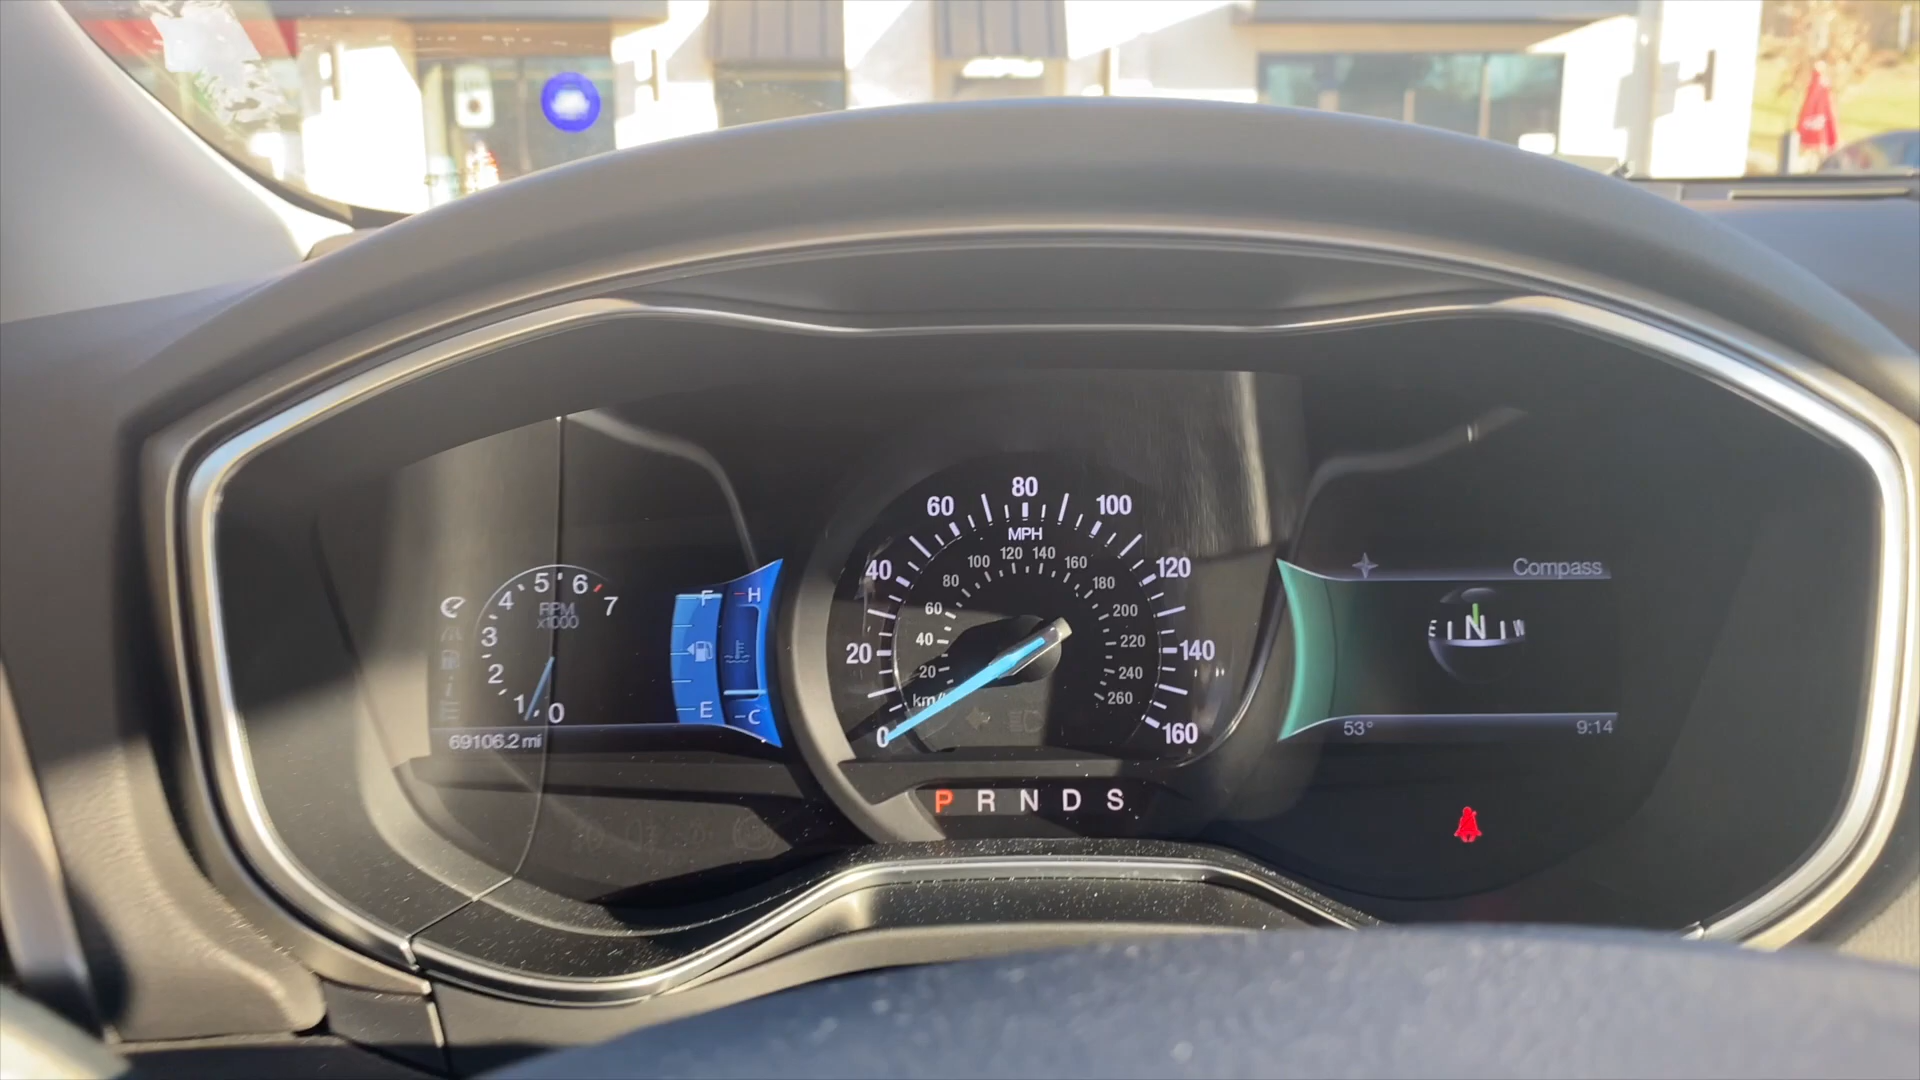 80
60 100
MPH
120 140
100 160
40 80 180 120
60 200
20 40 220 140
20 240
km/ 260
0 160
5 6
4 7
RPM
x1000
3
2
1 0
69106.2 mi
F H
E C
Compass
E N W
53° 9:14
P R N D S